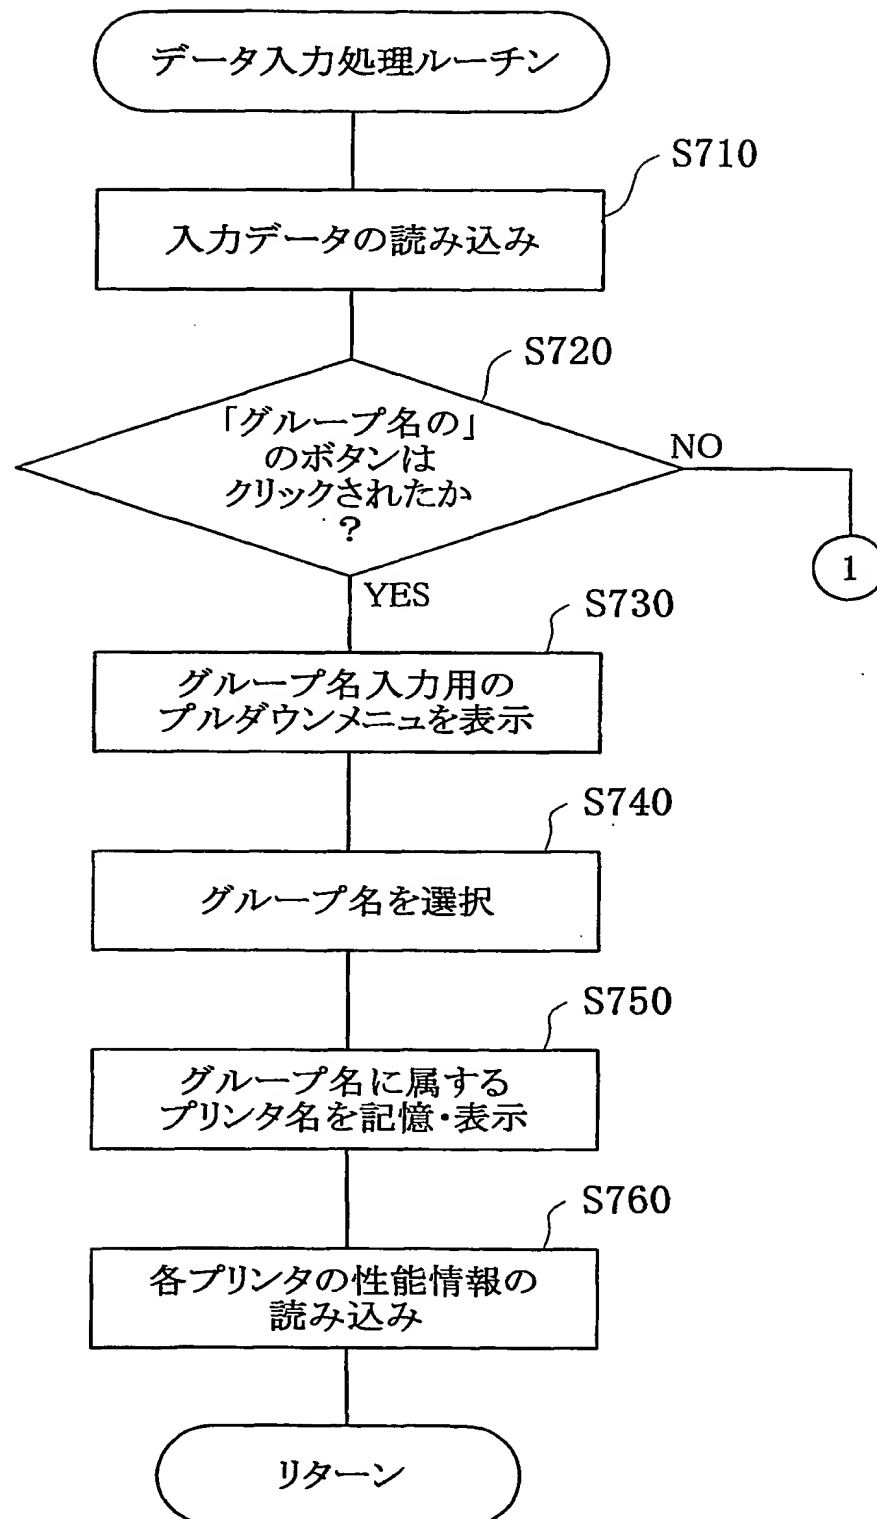 データ入力処理ルーチン
S710
入力データの読み込み
S720
「グループ名の」
のボタンは
クリックされたか
?
NO
1
YES
S730
グループ名入力用の
プルダウンメニューを表示
S740
グループ名を選択
S750
グループ名に属する
プリンタ名を記憶・表示
S760
各プリンタの性能情報の
読み込み
リターン